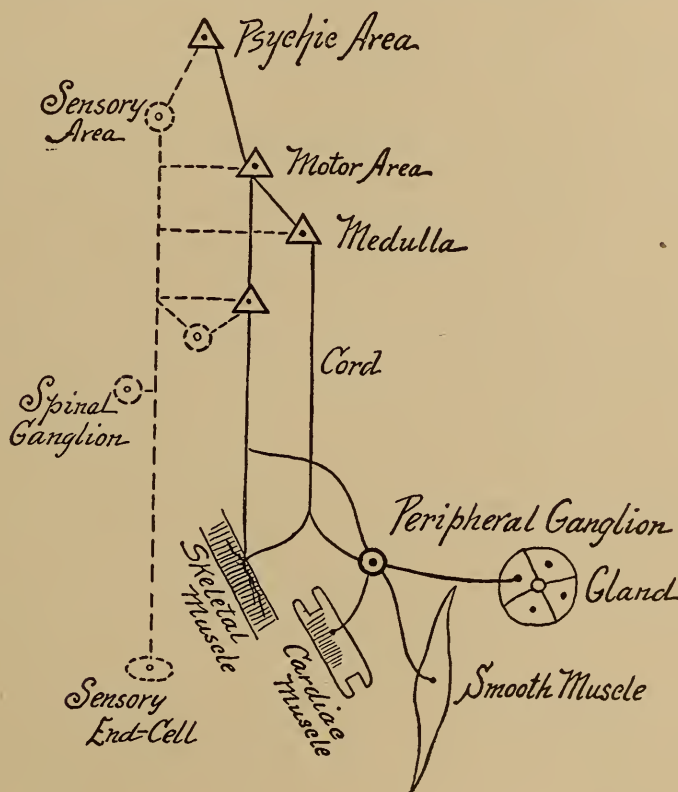 Psychic Area
Sensory
Area
Motor Area
Medulla
Cord
Spinal
Ganglion
Peripheral Ganglion
Skeletal
Muscle
Gland
Cardiac
Muscle
Smooth Muscle
Sensory
End-Cell